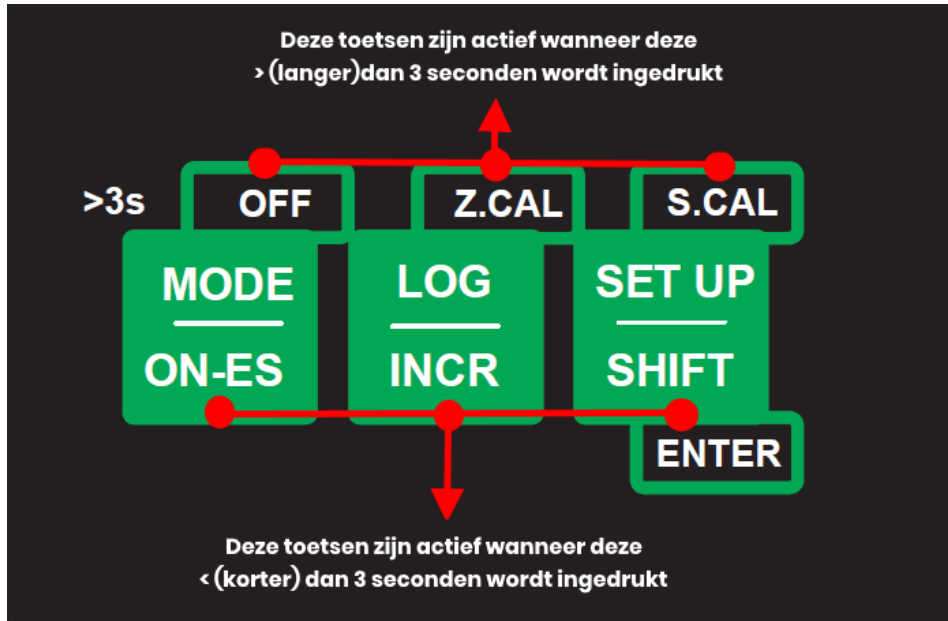 Deze toetsen zijn actief wanneer deze
> (langer)dan 3 seconden wordt ingedrukt
>3s OFF Z.CAL S.CAL
MODE LOG SET UP
ON-ES INCR SHIFT
ENTER
Deze toetsen zijn actief wanneer deze
< (korter) dan 3 seconden wordt ingedrukt